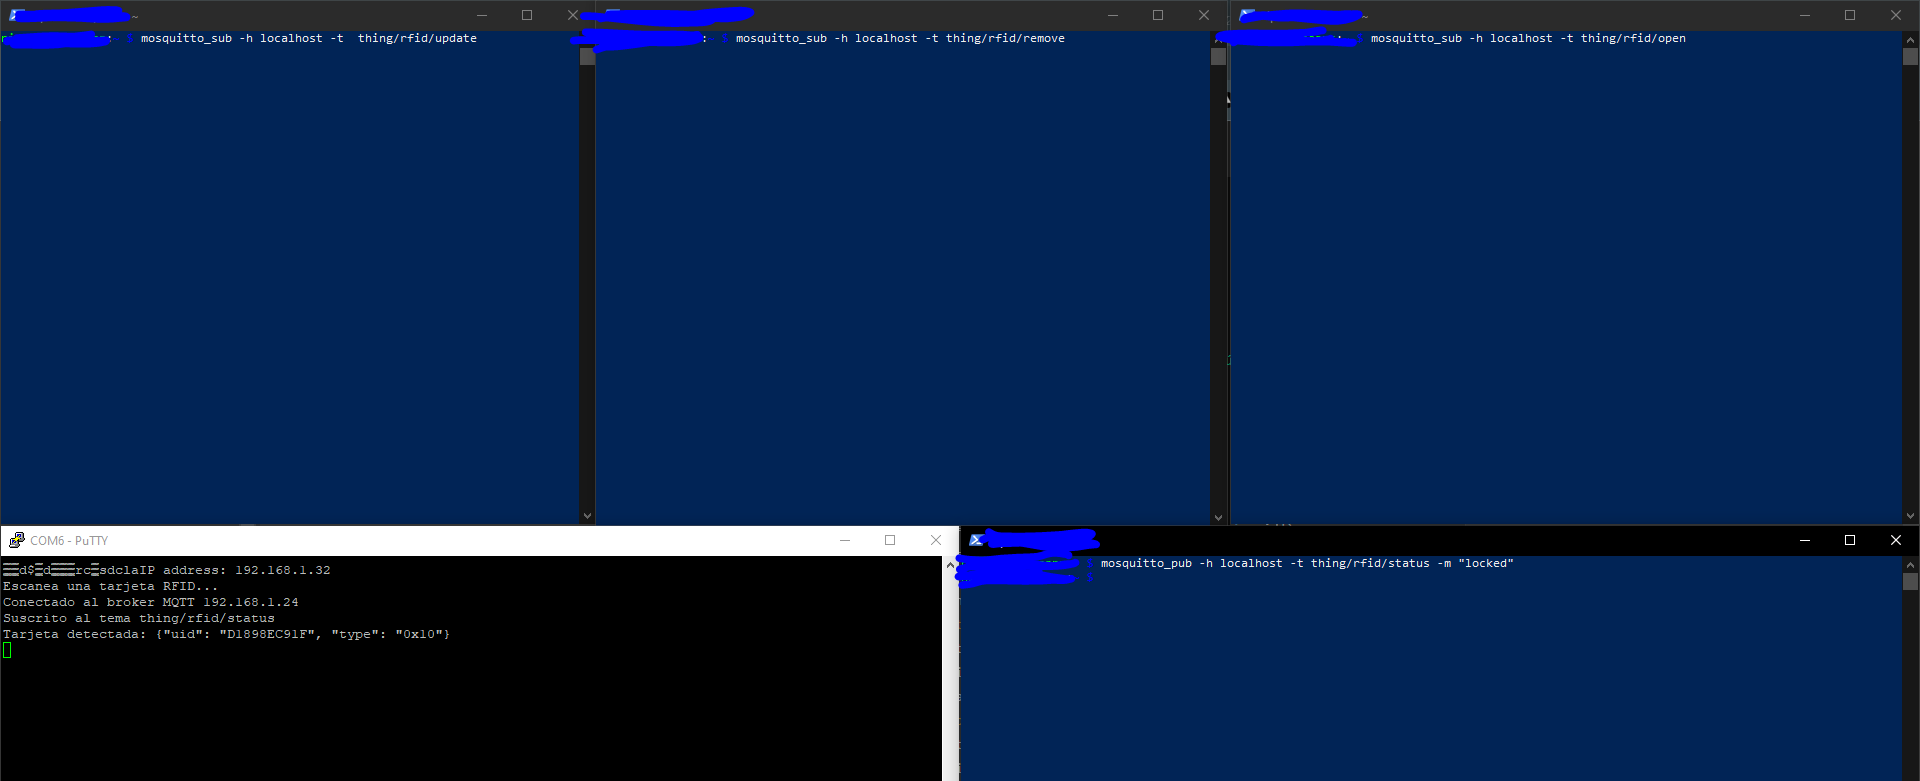 mosquitto_sub -h localhost -t  thing/rfid/update
mosquitto_sub -h localhost -t thing/rfid/remove
mosquitto_sub -h localhost -t thing/rfid/open
COM6 - PuTTY
IP address: 192.168.1.32
Escanea una tarjeta RFID...
Conectado al broker MQTT 192.168.1.24
Suscrito al tema thing/rfid/status
Tarjeta detectada: {"uid": "D1898EC91F", "type": "0x10"}
mosquitto_pub -h localhost -t thing/rfid/status -m "locked"